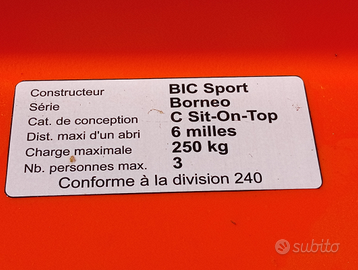 Constructeur BIC Sport
Série Borneo
Cat. de conception C Sit-On-Top
Dist. maxi d'un abri 6 milles
Charge maximale 250 kg
Nb. personnes max. 3
Conforme à la division 240
subito